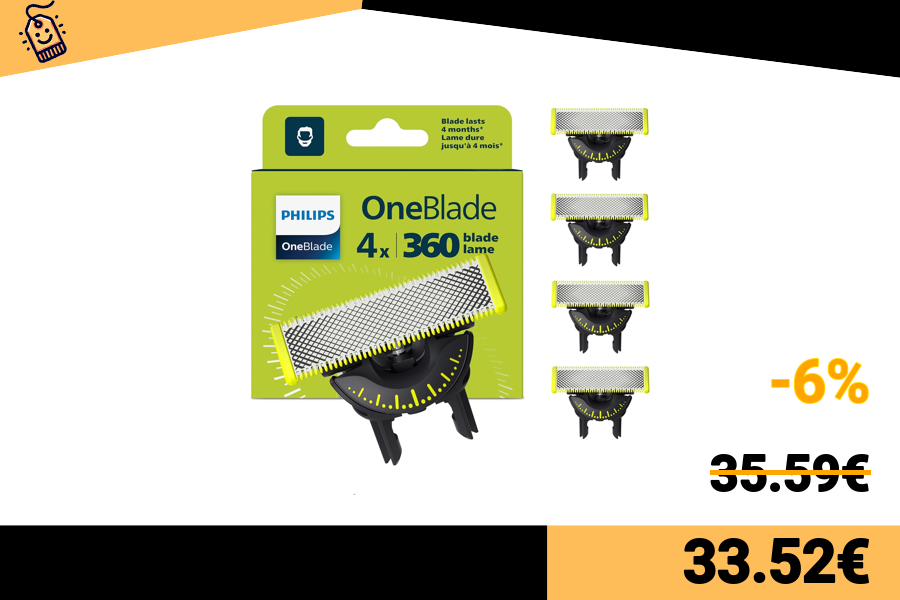 Blade lasts
4 months*
Lame dure
jusqu'à 4 mois*
PHILIPS
OneBlade
OneBlade
4x 360 blade
lame
-6%
35.59€
33.52€